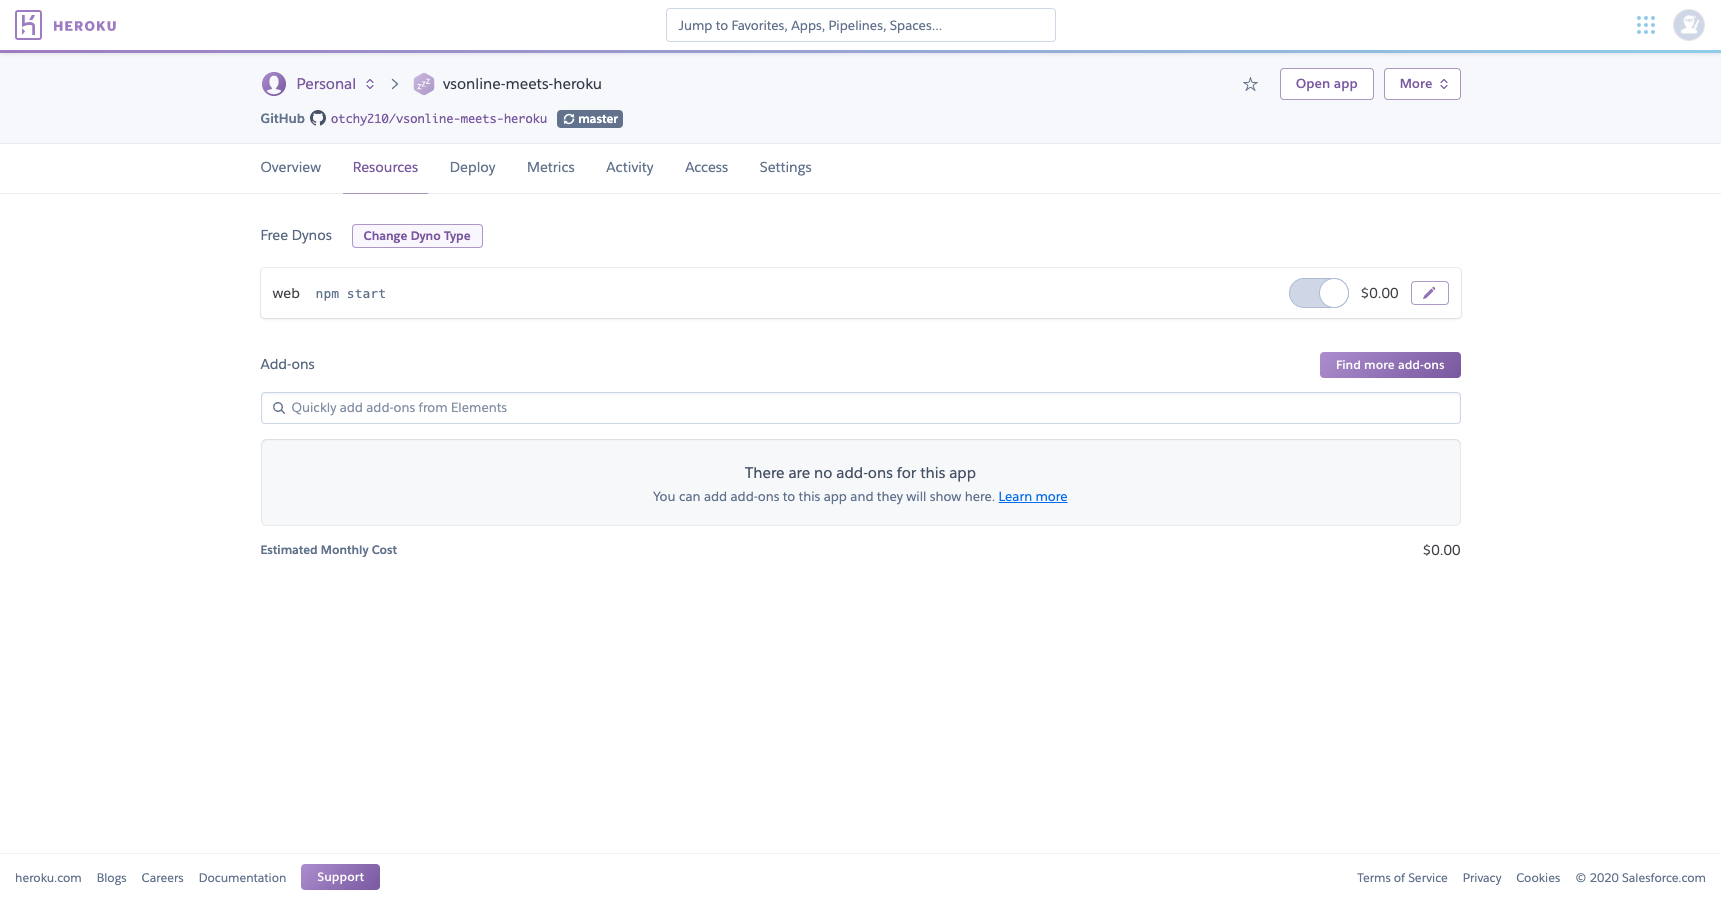 HEROKU
Jump to Favorites, Apps, Pipelines, Spaces...
Personal
vsonline-meets-heroku
Open app
More
GitHub otchy210/vsonline-meets-heroku master
Overview Resources Deploy Metrics Activity Access Settings
Free Dynos Change Dyno Type
web npm start $0.00
Add-ons Find more add-ons
Quickly add add-ons from Elements
There are no add-ons for this app
You can add add-ons to this app and they will show here. Learn more
Estimated Monthly Cost $0.00
heroku.com Blogs Careers Documentation Support Terms of Service Privacy Cookies © 2020 Salesforce.com